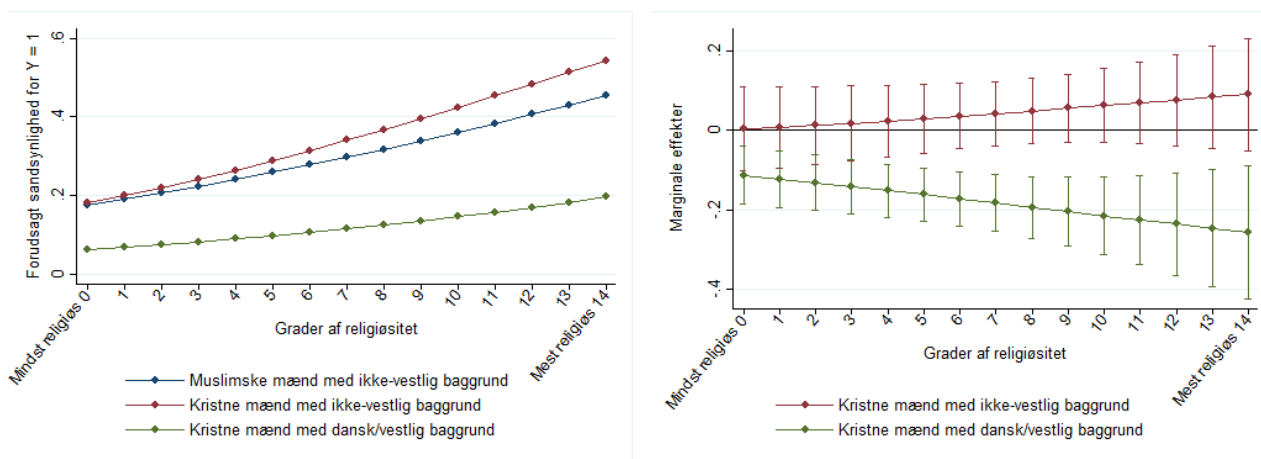 Forudsagt sandsynlighed for Y = 1
.6
.4
.2
0
Mindst religiøs 0
1
2
3
4
5
6
7
8
9
10
11
12
13
Mest religiøs 14
Grader af religiøsitet
Muslimske mænd med ikke-vestlig baggrund
Kristne mænd med ikke-vestlig baggrund
Kristne mænd med dansk/vestlig baggrund
Marginale effekter
.2
0
-.2
-.4
Mindst religiøs 0
1
2
3
4
5
6
7
8
9
10
11
12
13
Mest religiøs 14
Grader af religiøsitet
Kristne mænd med ikke-vestlig baggrund
Kristne mænd med dansk/vestlig baggrund